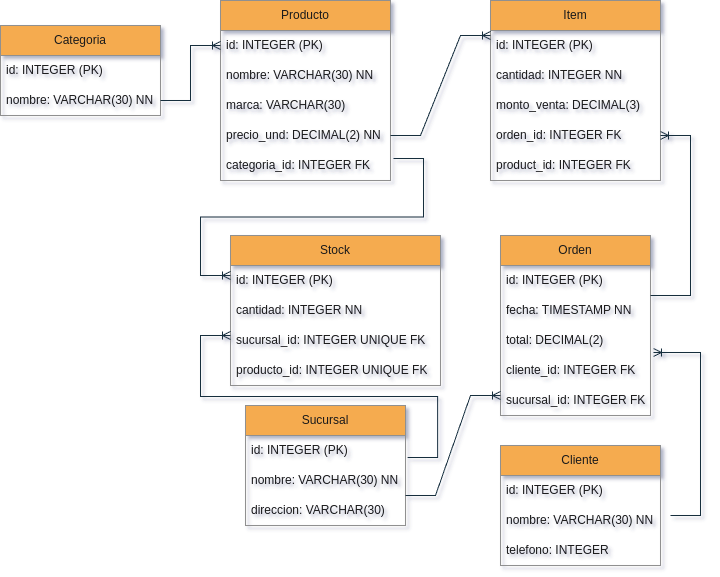 Categoria
id: INTEGER (PK)
nombre: VARCHAR(30) NN
Producto
id: INTEGER (PK)
nombre: VARCHAR(30) NN
marca: VARCHAR(30)
precio_und: DECIMAL(2) NN
categoria_id: INTEGER FK
Item
id: INTEGER (PK)
cantidad: INTEGER NN
monto_venta: DECIMAL(3)
orden_id: INTEGER FK
product_id: INTEGER FK
Stock
id: INTEGER (PK)
cantidad: INTEGER NN
sucursal_id: INTEGER UNIQUE FK
producto_id: INTEGER UNIQUE FK
Orden
id: INTEGER (PK)
fecha: TIMESTAMP NN
total: DECIMAL(2)
cliente_id: INTEGER FK
sucursal_id: INTEGER FK
Sucursal
id: INTEGER (PK)
nombre: VARCHAR(30) NN
direccion: VARCHAR(30)
Cliente
id: INTEGER (PK)
nombre: VARCHAR(30) NN
telefono: INTEGER